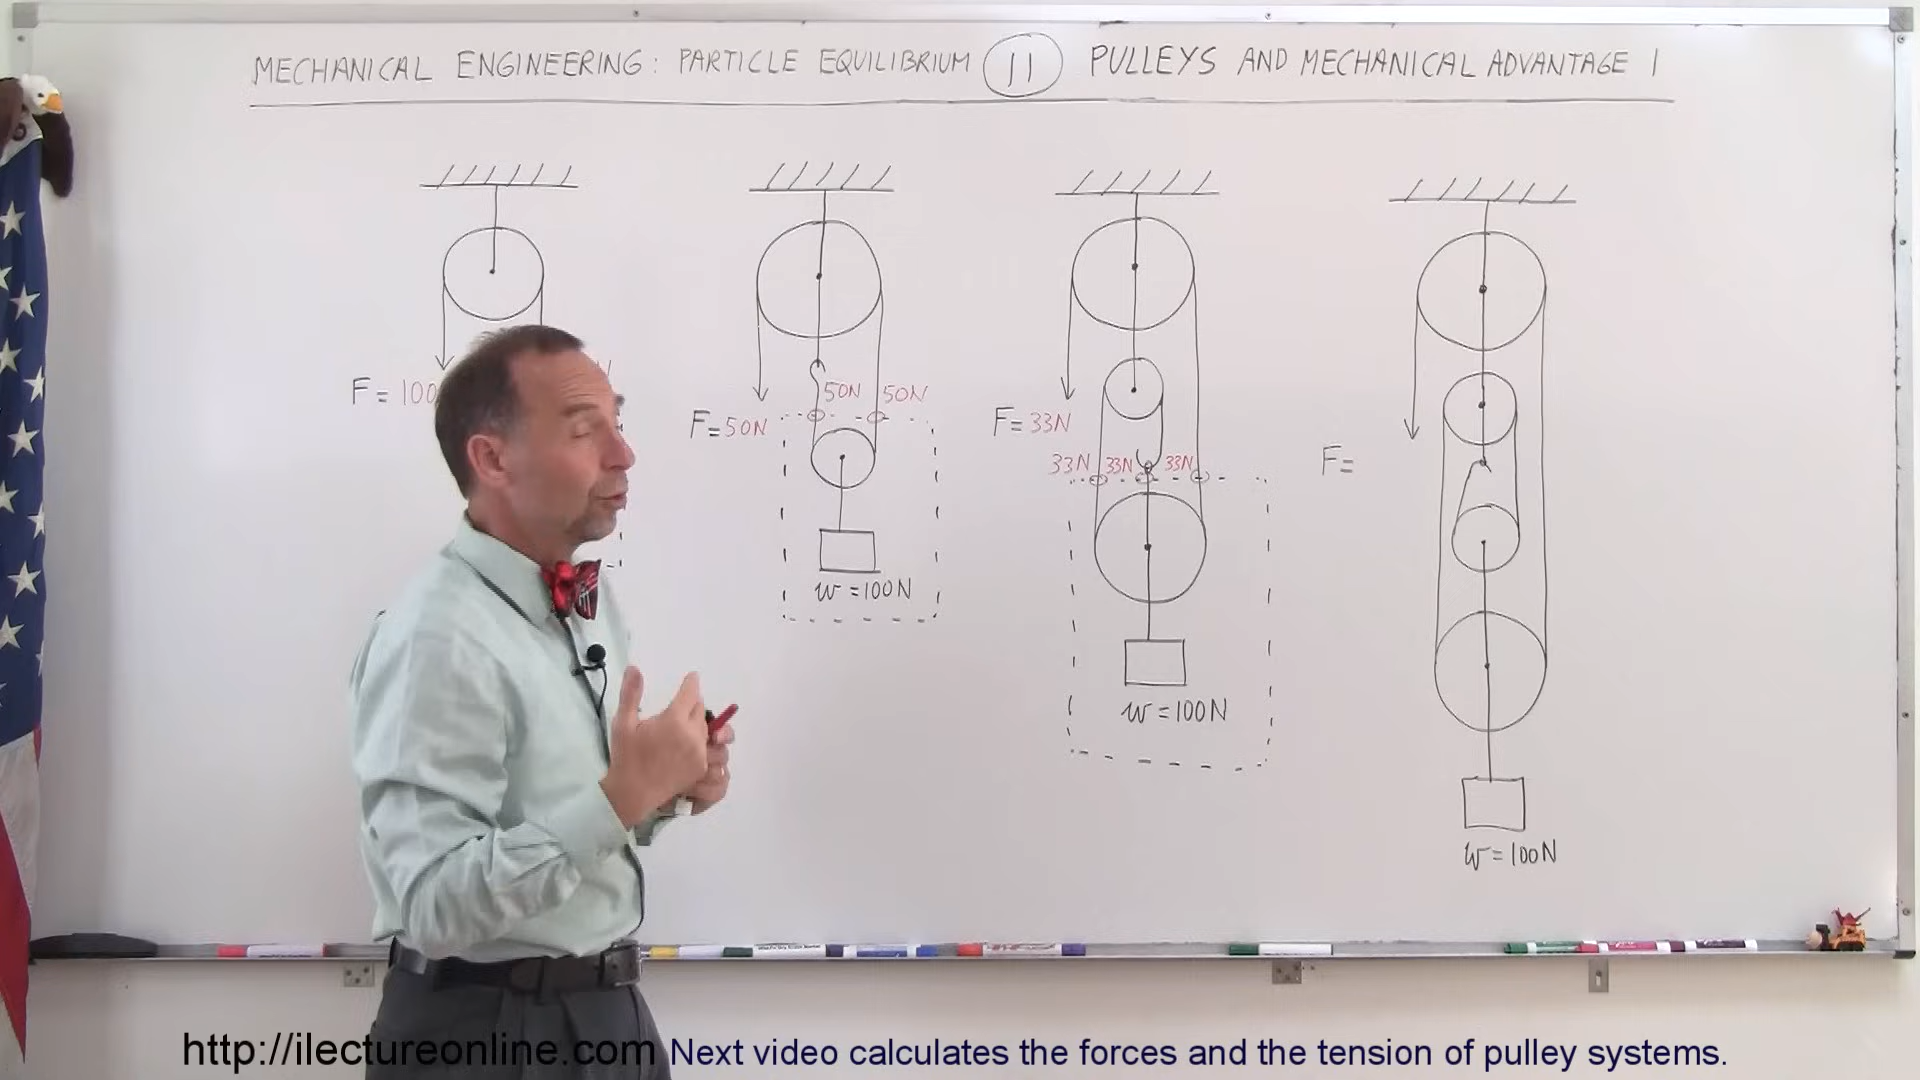 MECHANICAL ENGINEERING: PARTICLE EQUILIBRIUM 11 PULLEYS AND MECHANICAL ADVANTAGE 1
F = 100
F = 50N
50N 50N
w = 100N
F = 33N
33N 33N 33N
w = 100N
F =
w = 100N
http://ilectureonline.com Next video calculates the forces and the tension of pulley systems.